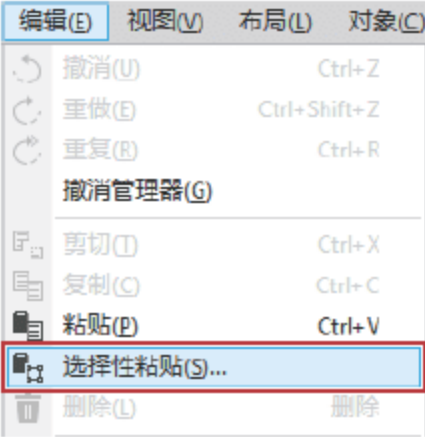 编辑(E) 视图(V) 布局(L) 对象(C)
撤消(U) Ctrl+Z
重做(E) Ctrl+Shift+Z
重复(R) Ctrl+R
撤消管理器(G)
剪切(T) Ctrl+X
复制(C) Ctrl+C
粘贴(P) Ctrl+V
选择性粘贴(S)...
删除(L) 删除